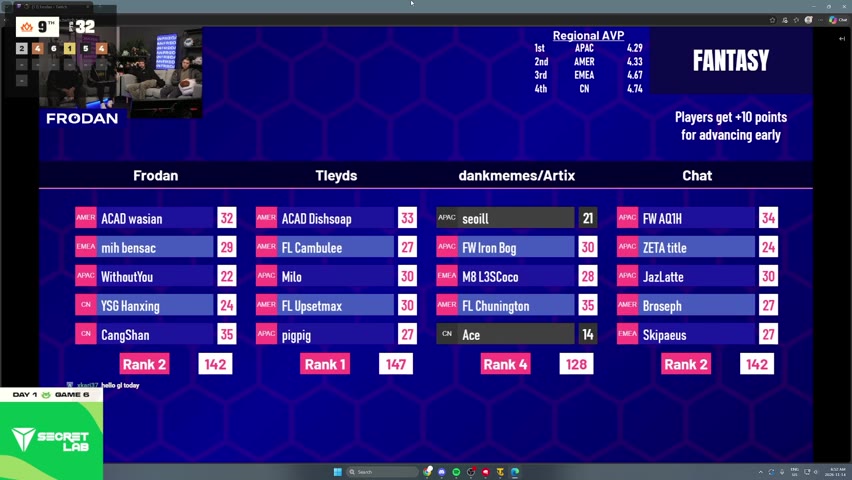 9TH 32
2 4 6 1 5 4
FRODAN
Regional AVP
1st APAC 4.29
2nd AMER 4.33
3rd EMEA 4.67
4th CN 4.74
FANTASY
Players get +10 points
for advancing early
Frodan Tleyds dankmemes/Artix Chat
AMER ACAD wasian 32 AMER ACAD Dishsoap 33 APAC seoill 21 APAC FW AQ1H 34
EMEA mih bensac 29 AMER FL Cambulee 27 APAC FW Iron Bog 30 APAC ZETA title 24
APAC WithoutYou 22 APAC Milo 30 EMEA M8 L3SCoco 28 APAC JazLatte 30
CN YSG Hanxing 24 AMER FL Upsetmax 30 AMER FL Chunington 35 AMER Broseph 27
CN CangShan 35 APAC pigpig 27 CN Ace 14 EMEA Skipaeus 27
Rank 2 142 Rank 1 147 Rank 4 128 Rank 2 142
hello gl today
DAY 1 GAME 6
SECRET
LAB
Search
ENG